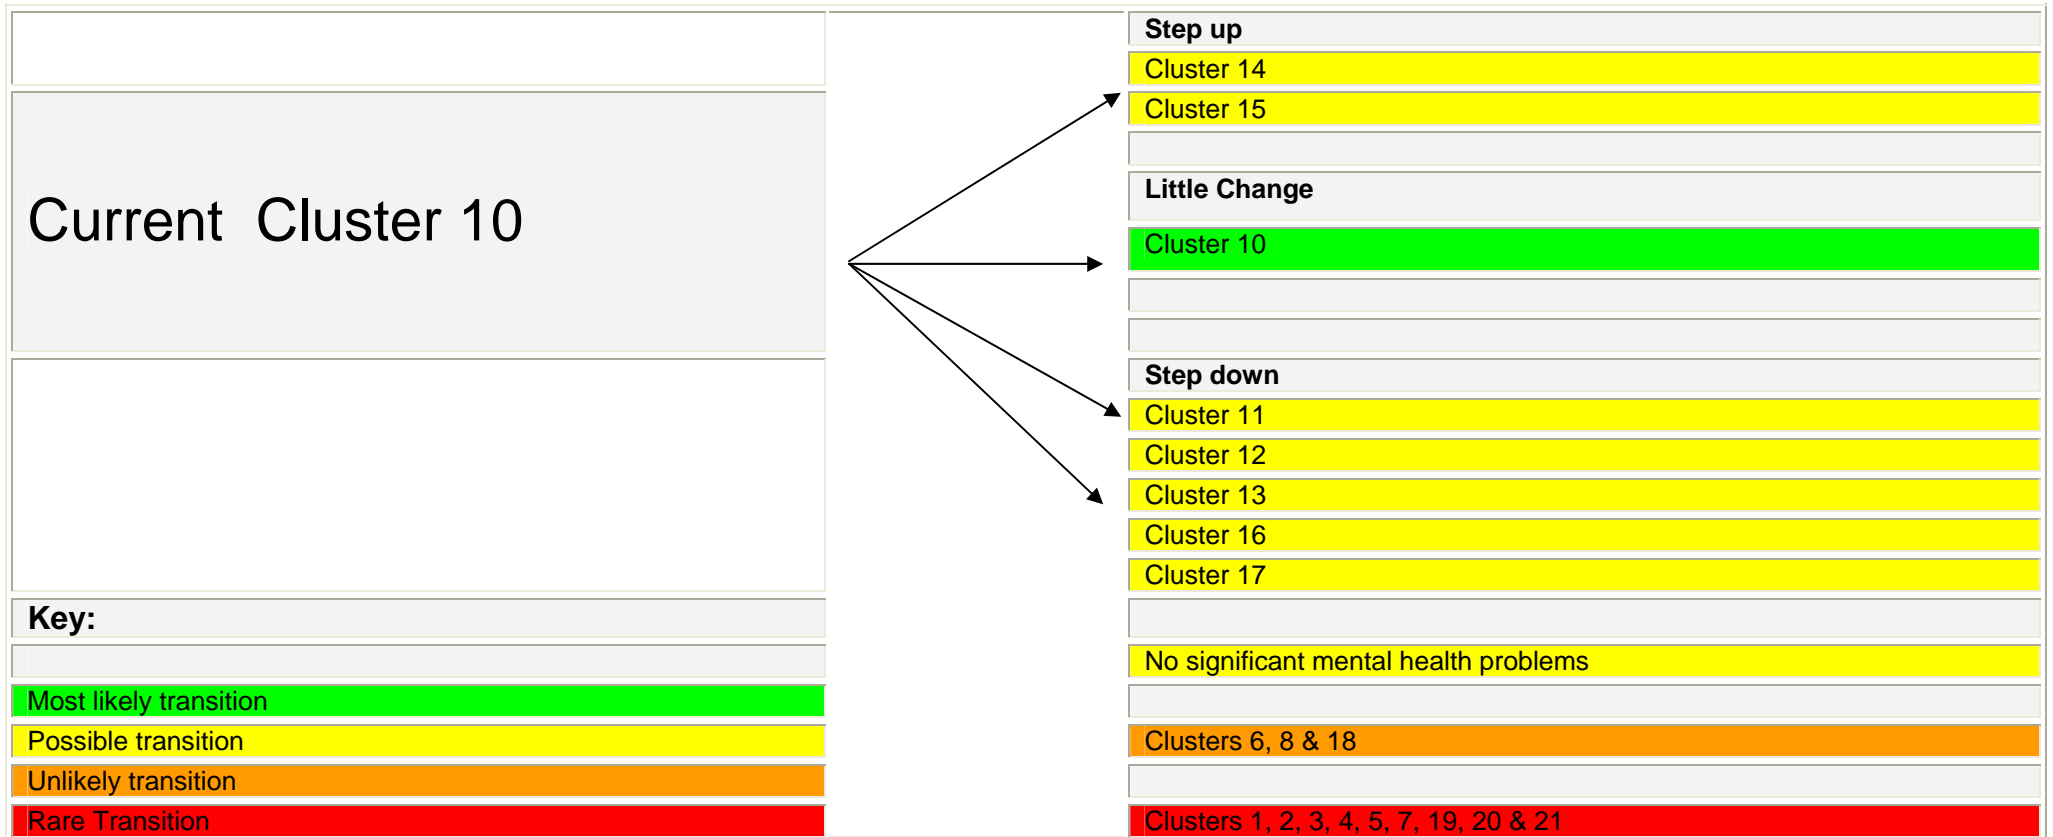 Current Cluster 10
Key:
Most likely transition
Possible transition
Unlikely transition
Rare Transition
Step up
Cluster 14
Cluster 15
Little Change
Cluster 10
Step down
Cluster 11
Cluster 12
Cluster 13
Cluster 16
Cluster 17
No significant mental health problems
Clusters 6, 8 & 18
Clusters 1, 2, 3, 4, 5, 7, 19, 20 & 21